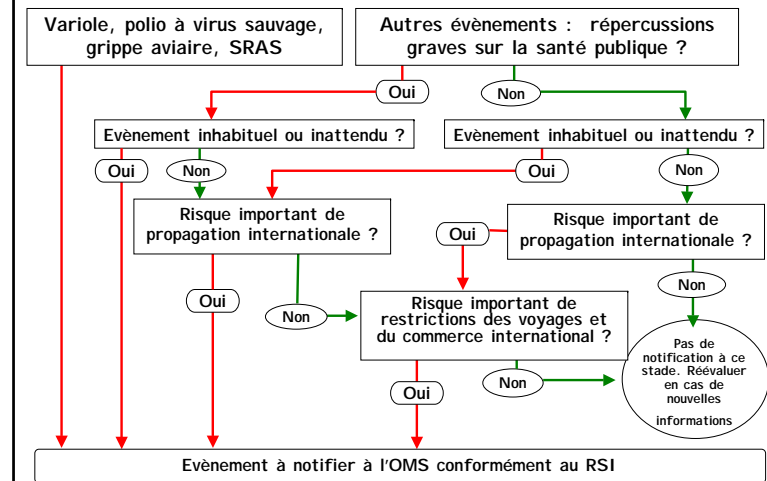 Variole, polio à virus sauvage,
grippe aviaire, SRAS
Autres évènements : répercussions
graves sur la santé publique ?
Oui
Non
Evènement inhabituel ou inattendu ?
Evènement inhabituel ou inattendu ?
Oui
Non
Oui
Non
Risque important de
propagation internationale ?
Risque important de
propagation internationale ?
Oui
Oui
Non
Non
Risque important de
restrictions des voyages et
du commerce international ?
Pas de
notification à ce
stade. Réévaluer
en cas de
nouvelles
informations
Oui
Non
Evènement à notifier à l'OMS conformément au RSI